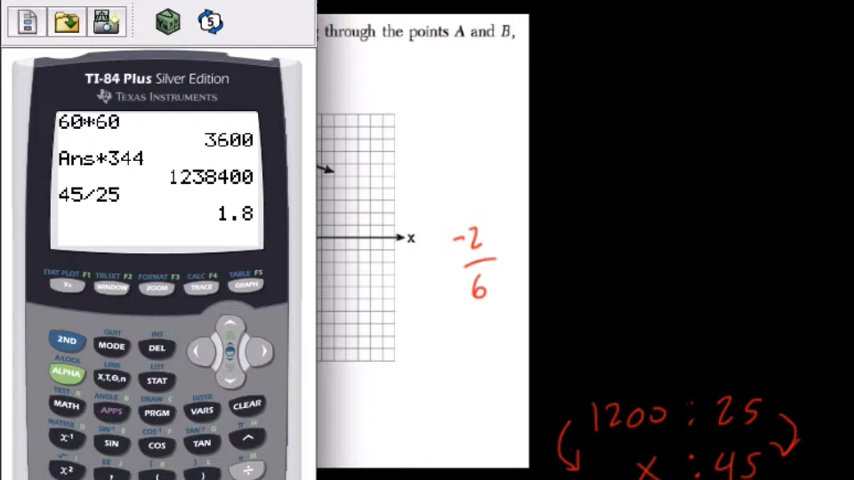 5
through the points A and B,
TI-84 Plus Silver Edition
TEXAS INSTRUMENTS
60*60
3600
Ans*344
1238400
45/25
1.8
x
-2
6
STAT PLOT F1 TBLSET F2 FORMAT F3 CALC F4 TABLE F5
Y= WINDOW ZOOM TRACE GRAPH
QUIT INS
2ND MODE DEL
A-LOCK LINK LIST
ALPHA X,T,θ,n STAT
TEST A ANGLE B DRAW C DISTR
MATH APPS PRGM VARS CLEAR
MATRIX D SIN⁻¹ E COS⁻¹ F TAN⁻¹ G π H
x⁻¹ SIN COS TAN ^
x² , ( ) ÷
1200 : 25
x : 45